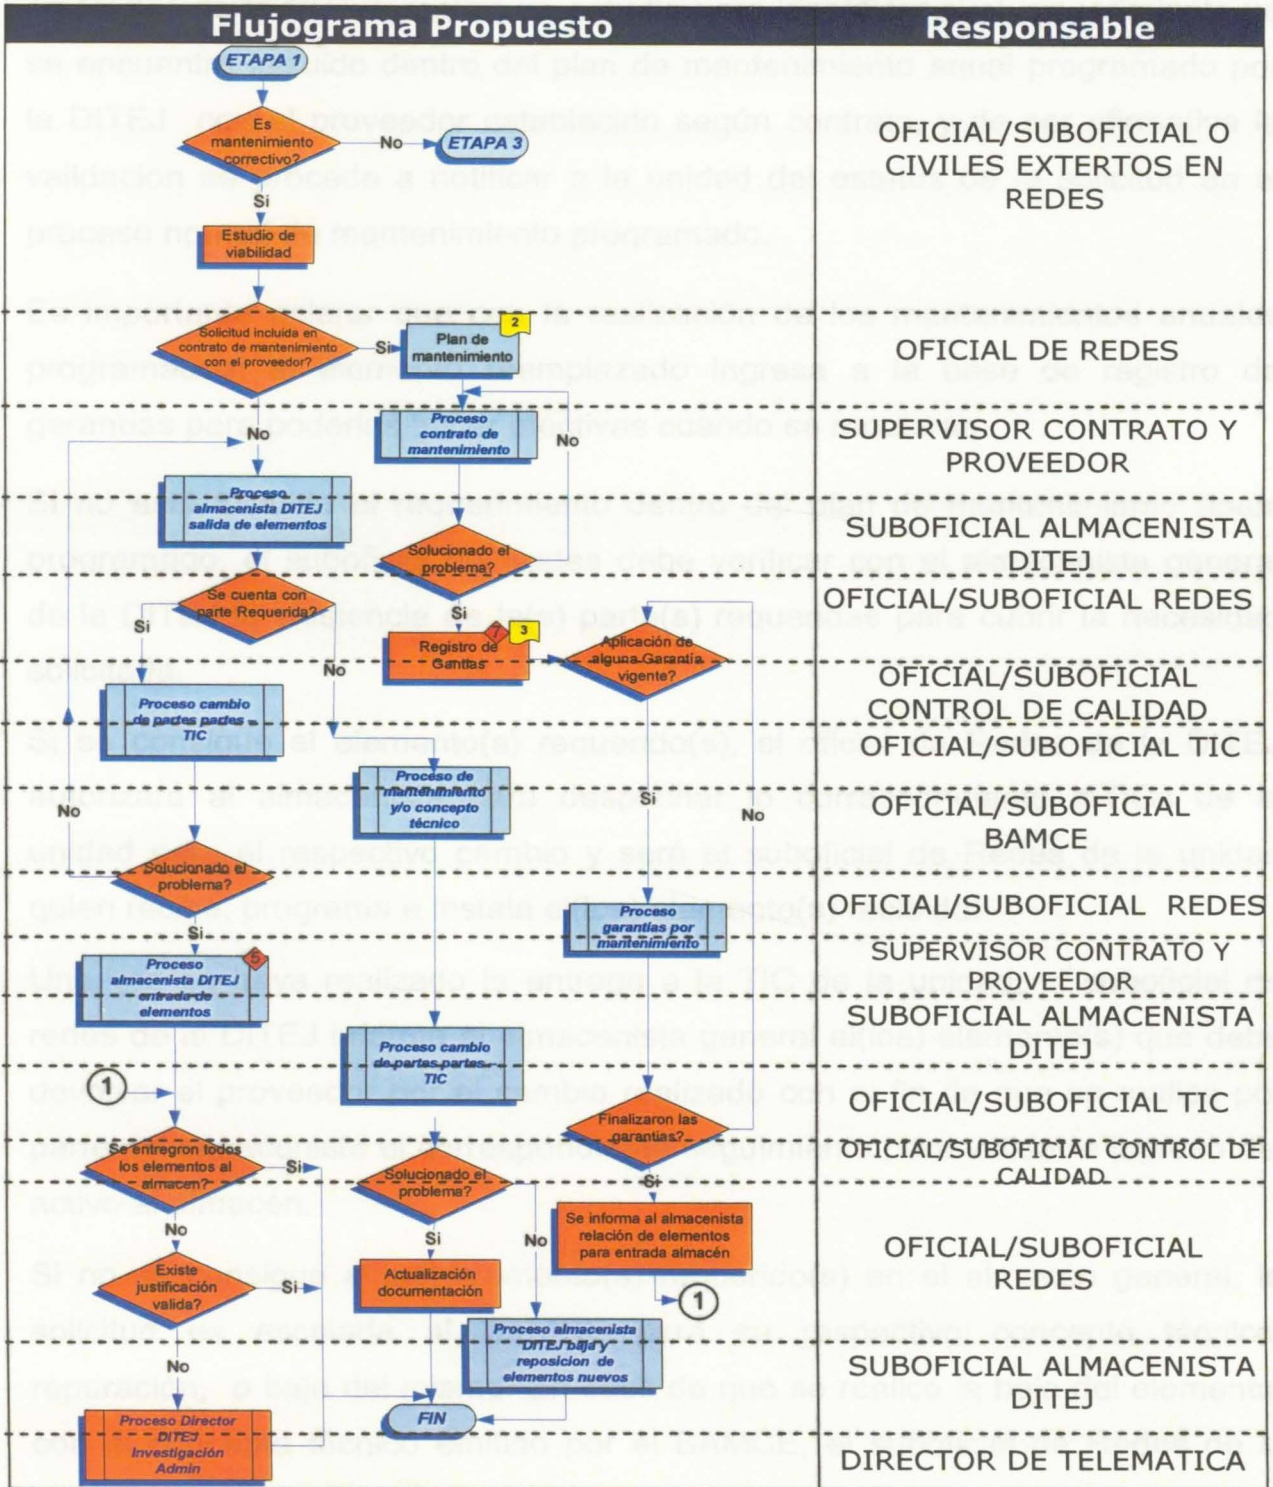 Flujograma Propuesto
Responsable
ETAPA 1
Es
mantenimiento
correctivo?
No
ETAPA 3
OFICIAL/SUBOFICIAL O
CIVILES EXTERTOS EN
REDES
Si
Estudio de
viabilidad
Solicitud incluída en
contrato de mantenimiento
con el proveedor?
Si
Plan de
mantenimiento
2
OFICIAL DE REDES
No
Proceso
contrato de
mantenimiento
No
SUPERVISOR CONTRATO Y
PROVEEDOR
Proceso
almacenista DITEJ
salida de elementos
Solucionado el
problema?
SUBOFICIAL ALMACENISTA
DITEJ
Se cuenta con
parte Requerida?
Si
Si
No
Registro de
Gantías
3
Aplicación de
alguna Garantía
vigente?
OFICIAL/SUBOFICIAL REDES
Proceso cambio
de partes partes –
TIC
OFICIAL/SUBOFICIAL
CONTROL DE CALIDAD
OFICIAL/SUBOFICIAL TIC
Proceso de
mantenimiento
y/o concepto
técnico
Si
No
No
OFICIAL/SUBOFICIAL
BAMCE
Solucionado el
problema?
Si
Proceso
garantías por
mantenimiento
OFICIAL/SUBOFICIAL REDES
Proceso
almacenista DITEJ
entrada de
elementos
5
SUPERVISOR CONTRATO Y
PROVEEDOR
SUBOFICIAL ALMACENISTA
DITEJ
1
Proceso cambio
de partes partes -
TIC
Finalizaron las
garantías?
OFICIAL/SUBOFICIAL TIC
Se entregron todos
los elementos al
almacen?
Si
Solucionado el
problema?
Si
OFICIAL/SUBOFICIAL CONTROL DE
CALIDAD
No
Si
No
Se informa al almacenista
relación de elementos
para entrada almacén
Existe
justificación
valida?
Si
Actualización
documentación
1
OFICIAL/SUBOFICIAL
REDES
No
Proceso almacenista
DITEJ baja y
reposicion de
elementos nuevos
SUBOFICIAL ALMACENISTA
DITEJ
Proceso Director
DITEJ
Investigación
Admin
FIN
DIRECTOR DE TELEMATICA